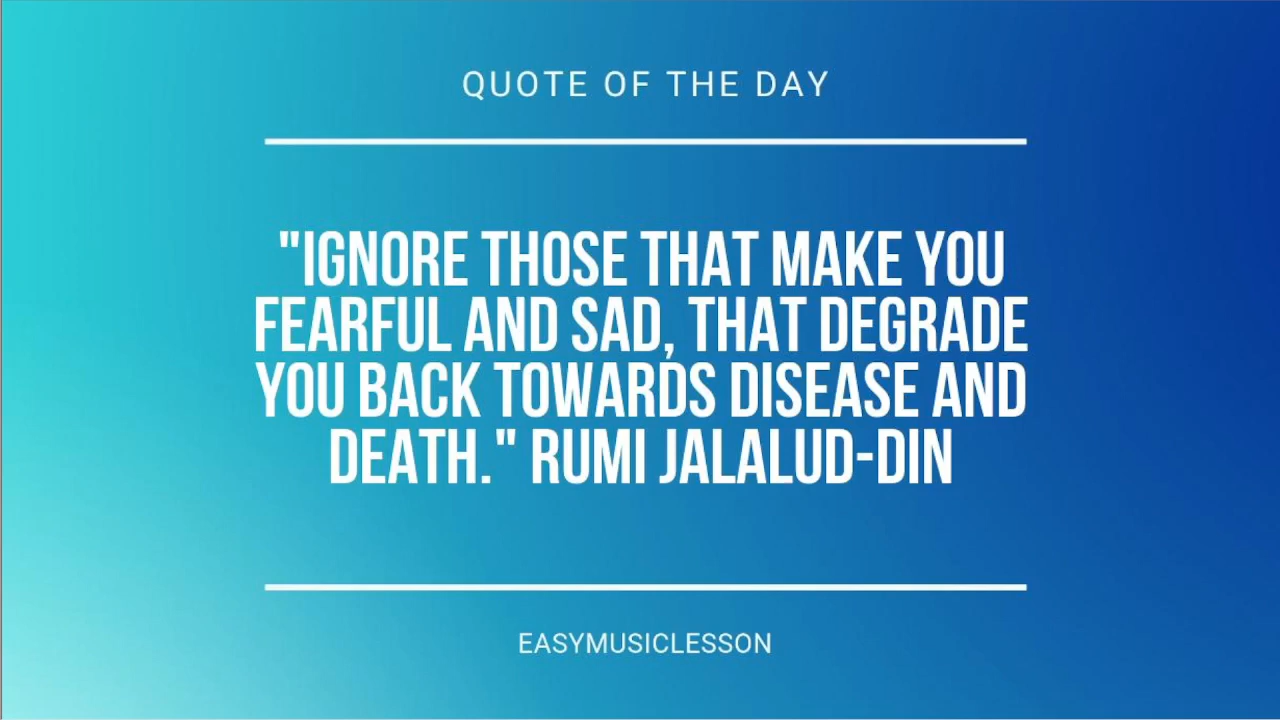 QUOTE OF THE DAY
"IGNORE THOSE THAT MAKE YOU
FEARFUL AND SAD, THAT DEGRADE
YOU BACK TOWARDS DISEASE AND
DEATH." RUMI JALALUD-DIN
EASYMUSICLESSON